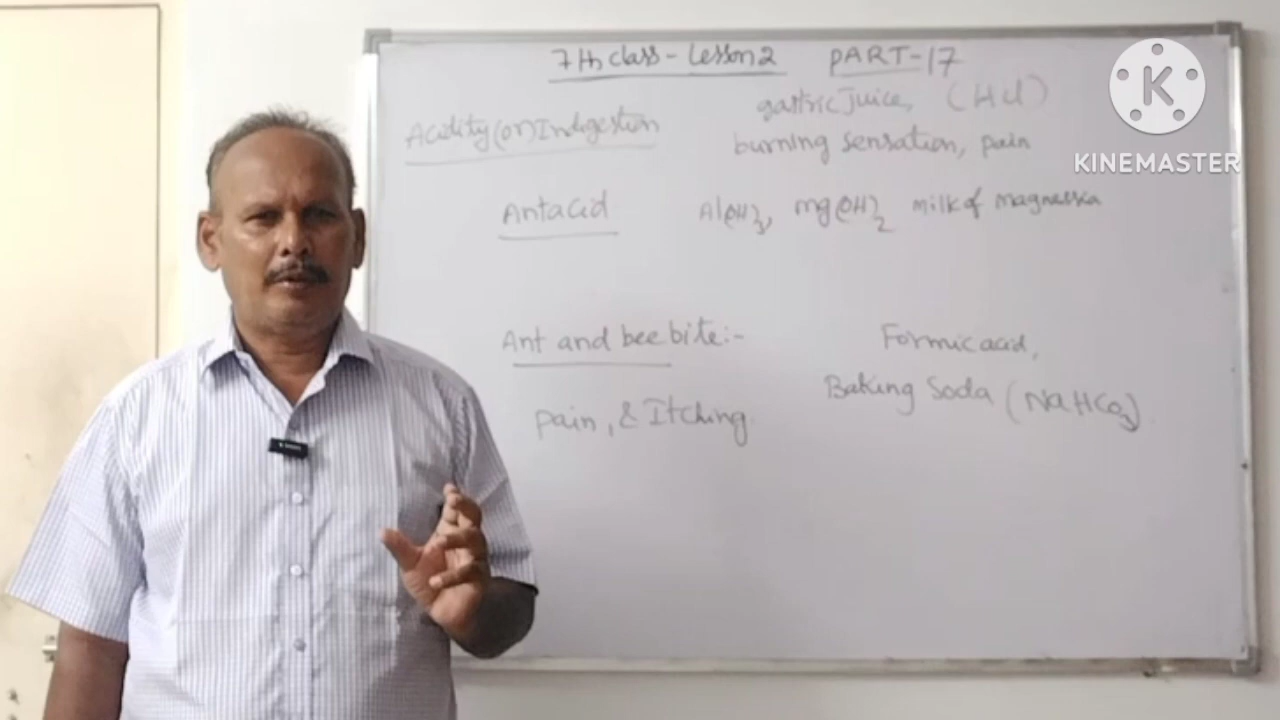 7th class - Lesson 2 PART-17
Acidity (or) Indigestion gastric Juice, (HCl)
burning sensation, pain
Antacid Al(OH)3, Mg(OH)2 milk of magnessia
Ant and bee bite:- Formic acid,
Baking Soda (NaHCO3)
Pain, & Itching
K
KINEMASTER